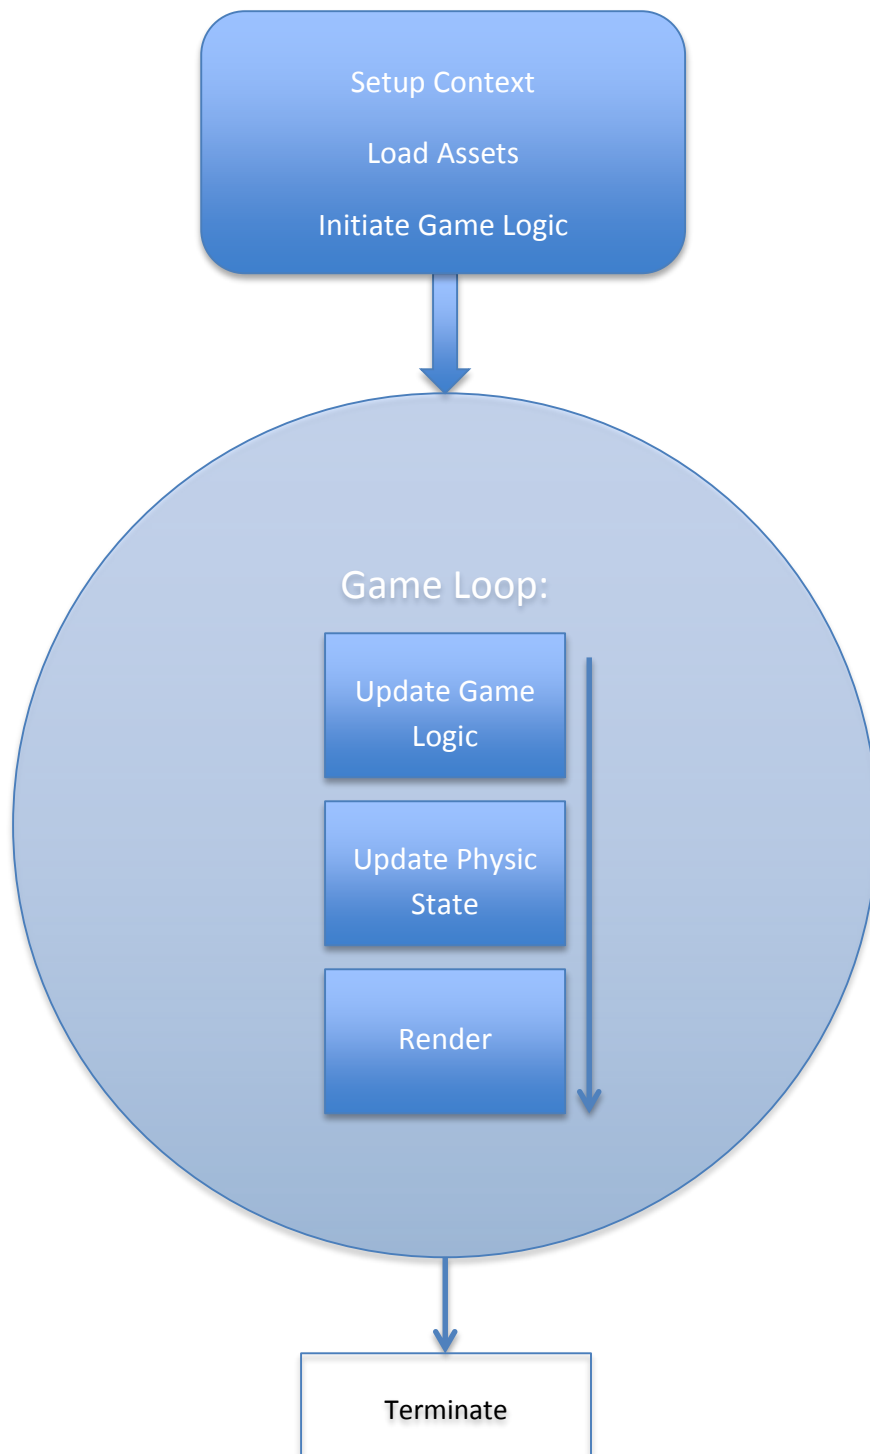 Setup Context
Load Assets
Initiate Game Logic
Game Loop:
Update Game
Logic
Update Physic
State
Render
Terminate